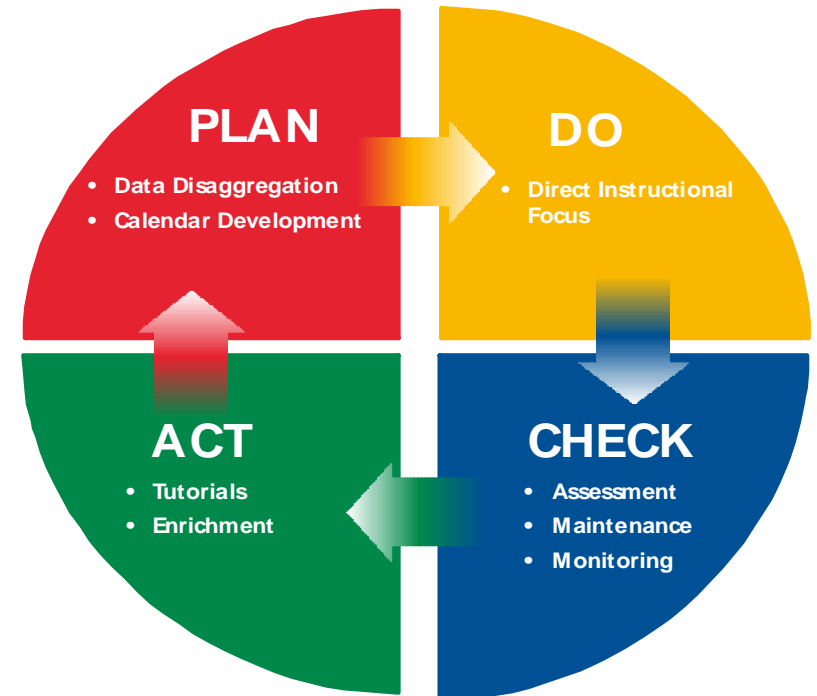 PLAN
• Data Disaggregation
• Calendar Development
DO
• Direct Instructional
Focus
ACT
• Tutorials
• Enrichment
CHECK
• Assessment
• Maintenance
• Monitoring